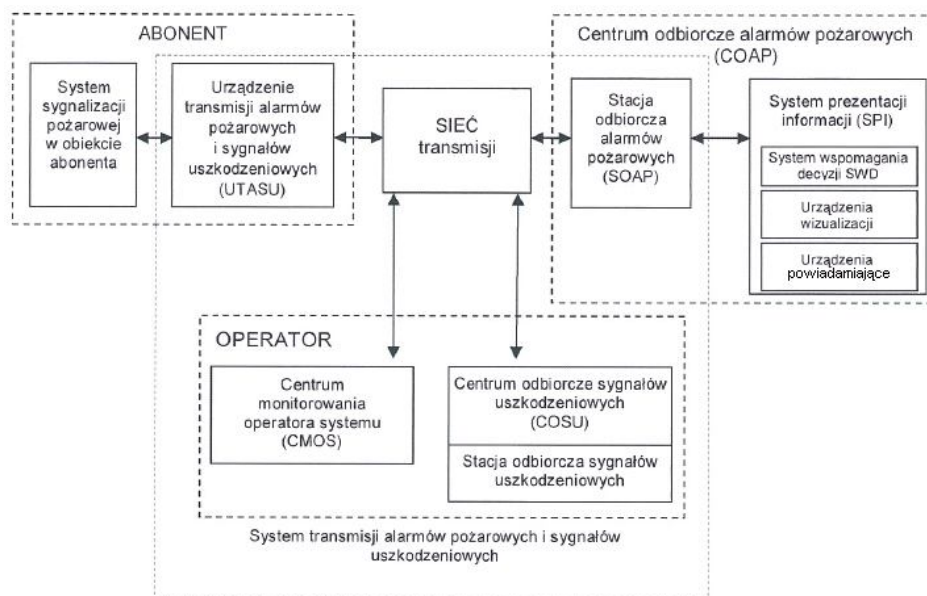 ABONENT
System
sygnalizacji
pożarowej
w obiekcie
abonenta
Urządzenie
transmisji alarmów
pożarowych
i sygnałów
uszkodzeniowych
(UTASU)
SIEĆ
transmisji
Centrum odbiorcze alarmów pożarowych
(COAP)
Stacja
odbiorcza
alarmów
pożarowych
(SOAP)
System prezentacji
informacji (SPI)
System wspomagania
decyzji SWD
Urządzenia
wizualizacji
Urządzenia
powiadamiające
OPERATOR
Centrum
monitorowania
operatora systemu
(CMOS)
Centrum odbiorcze sygnałów
uszkodzeniowych
(COSU)
Stacja odbiorcza sygnałów
uszkodzeniowych
System transmisji alarmów pożarowych i sygnałów
uszkodzeniowych